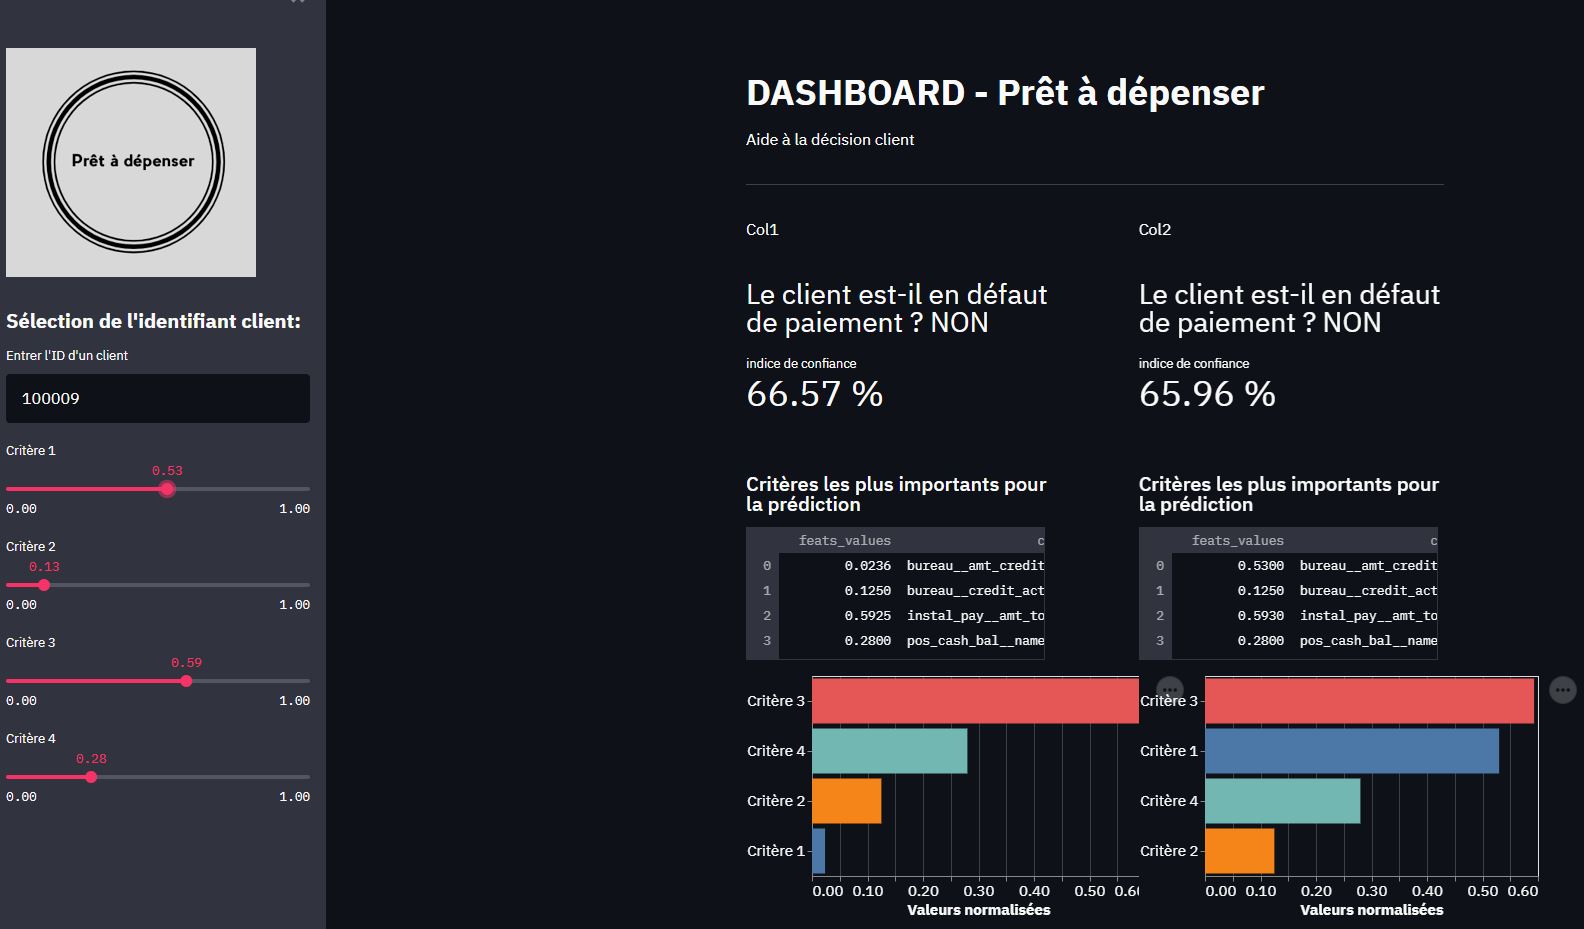 Prêt à dépenser
Sélection de l'identifiant client:
Entrer l'ID d'un client
100009
Critère 1
0.53
0.00 1.00
Critère 2
0.13
0.00 1.00
Critère 3
0.59
0.00 1.00
Critère 4
0.28
0.00 1.00
DASHBOARD - Prêt à dépenser
Aide à la décision client
Col1
Le client est-il en défaut
de paiement ? NON
indice de confiance
66.57 %
Critères les plus importants pour
la prédiction
feats_values c
0 0.0236 bureau__amt_credit
1 0.1250 bureau__credit_act
2 0.5925 instal_pay__amt_to
3 0.2800 pos_cash_bal__name
Critère 3
Critère 4
Critère 2
Critère 1
0.00 0.10 0.20 0.30 0.40 0.50 0.60
Valeurs normalisées
Col2
Le client est-il en défaut
de paiement ? NON
indice de confiance
65.96 %
Critères les plus importants pour
la prédiction
feats_values c
0 0.5300 bureau__amt_credit
1 0.1250 bureau__credit_act
2 0.5930 instal_pay__amt_to
3 0.2800 pos_cash_bal__name
Critère 3
Critère 1
Critère 4
Critère 2
0.00 0.10 0.20 0.30 0.40 0.50 0.60
Valeurs normalisées